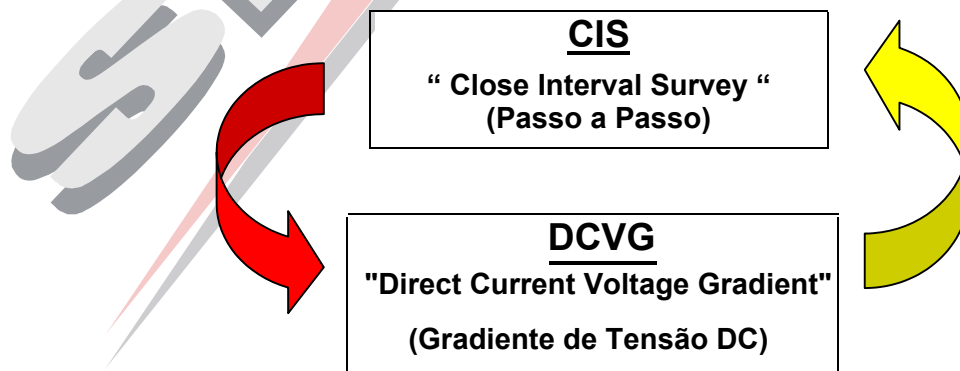 CIS
“ Close Interval Survey “
(Passo a Passo)
DCVG
"Direct Current Voltage Gradient"
(Gradiente de Tensão DC)